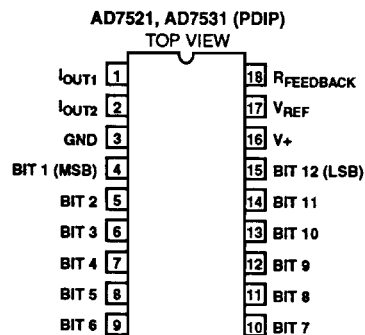 AD7521, AD7531 (PDIP)
TOP VIEW
IOUT1 1 18 RFEEDBACK
IOUT2 2 17 VREF
GND 3 16 V+
BIT 1 (MSB) 4 15 BIT 12 (LSB)
BIT 2 5 14 BIT 11
BIT 3 6 13 BIT 10
BIT 4 7 12 BIT 9
BIT 5 8 11 BIT 8
BIT 6 9 10 BIT 7